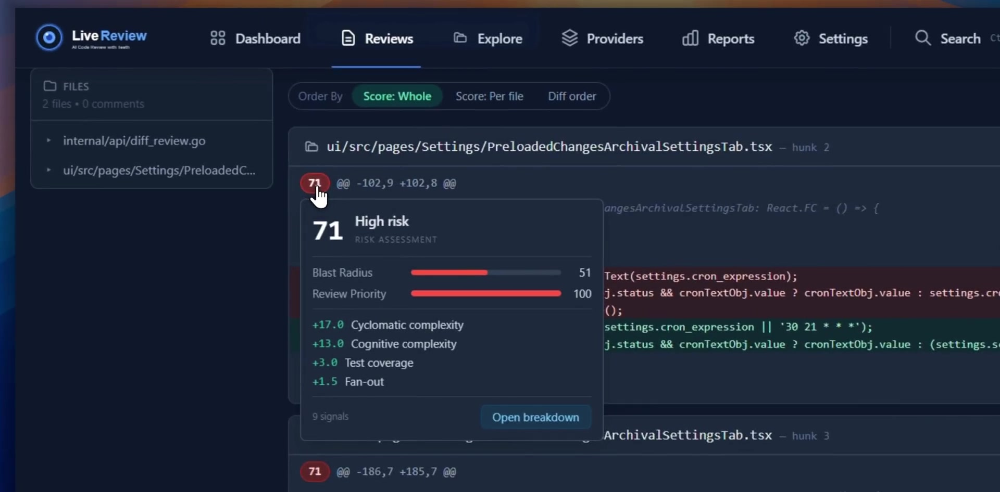 LiveReview
AI Code Review with teeth
Dashboard
Reviews
Explore
Providers
Reports
Settings
Search
FILES
2 files • 0 comments
internal/api/diff_review.go
ui/src/pages/Settings/PreloadedC...
Order By
Score: Whole
Score: Per file
Diff order
ui/src/pages/Settings/PreloadedChangesArchivalSettingsTab.tsx – hunk 2
71 @@ -102,9 +102,8 @@
angesArchivalSettingsTab: React.FC = () => {
71
High risk
RISK ASSESSMENT
Blast Radius 51
Review Priority 100
+17.0 Cyclomatic complexity
+13.0 Cognitive complexity
+3.0 Test coverage
+1.5 Fan-out
9 signals
Open breakdown
Text(settings.cron_expression);
j.status && cronTextObj.value ? cronTextObj.value : settings.cr
();
settings.cron_expression || '30 21 * * *');
j.status && cronTextObj.value ? cronTextObj.value : (settings.s
ArchivalSettingsTab.tsx – hunk 3
71 @@ -186,7 +185,7 @@